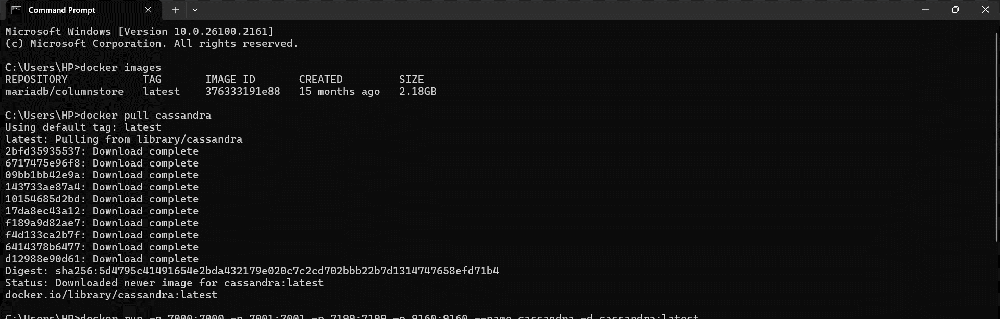 Command Prompt
Microsoft Windows [Version 10.0.26100.2161]
(c) Microsoft Corporation. All rights reserved.
C:\Users\HP>docker images
REPOSITORY TAG IMAGE ID CREATED SIZE
mariadb/columnstore latest 376333191e88 15 months ago 2.18GB
C:\Users\HP>docker pull cassandra
Using default tag: latest
latest: Pulling from library/cassandra
2bfd35935537: Download complete
6717475e96f8: Download complete
09bb1bb42e9a: Download complete
143733ae87a4: Download complete
10154685d2bd: Download complete
17da8ec43a12: Download complete
f189a9d82ae7: Download complete
f4d133ca2b7f: Download complete
6414378b6477: Download complete
d12988e90d61: Download complete
Digest: sha256:5d4795c41491654e2bda432179e020c7c2cd702bbb22b7d1314747658efd71b4
Status: Downloaded newer image for cassandra:latest
docker.io/library/cassandra:latest
C:\Users\HP>docker run -p 7000:7000 -p 7001:7001 -p 7199:7199 -p 9160:9160 --name cassandra -d cassandra:latest